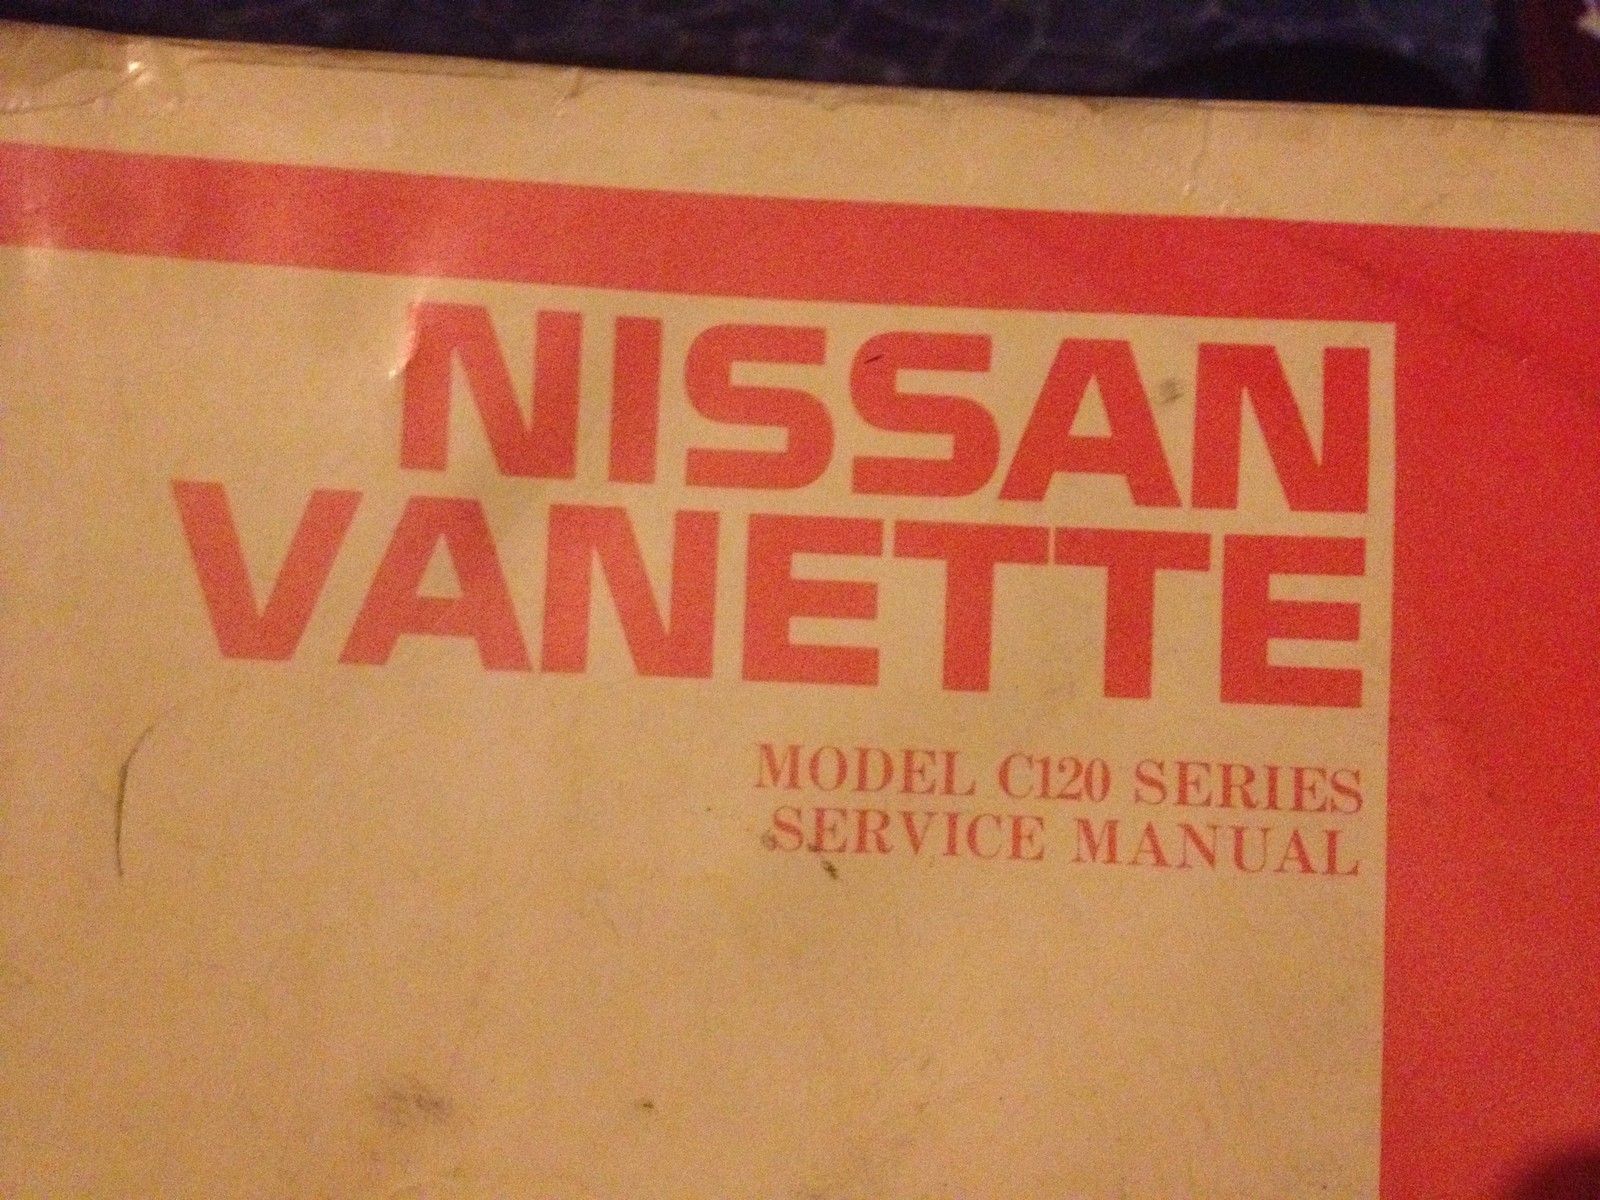 NISSAN
VANETTE
MODEL C120 SERIES
SERVICE MANUAL